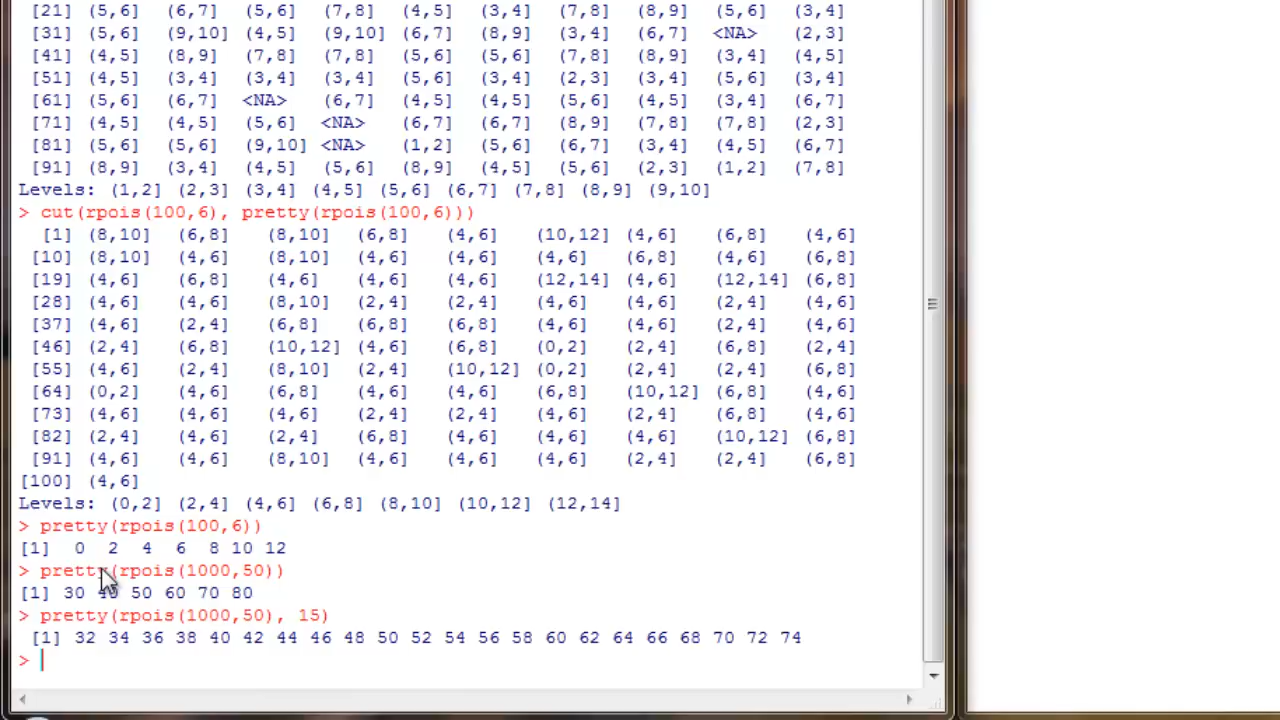 [21] (5,6] (6,7] (5,6] (7,8] (4,5] (3,4] (7,8] (8,9] (5,6] (3,4]
[31] (5,6] (9,10] (4,5] (9,10] (6,7] (8,9] (3,4] (6,7] <NA> (2,3]
[41] (4,5] (8,9] (7,8] (7,8] (5,6] (5,6] (7,8] (8,9] (3,4] (4,5]
[51] (4,5] (3,4] (3,4] (3,4] (5,6] (3,4] (2,3] (3,4] (5,6] (3,4]
[61] (5,6] (6,7] <NA> (6,7] (4,5] (4,5] (5,6] (4,5] (3,4] (6,7]
[71] (4,5] (4,5] (5,6] <NA> (6,7] (6,7] (8,9] (7,8] (7,8] (2,3]
[81] (5,6] (5,6] (9,10] <NA> (1,2] (5,6] (6,7] (3,4] (4,5] (6,7]
[91] (8,9] (3,4] (4,5] (5,6] (8,9] (4,5] (5,6] (2,3] (1,2] (7,8]
Levels: (1,2] (2,3] (3,4] (4,5] (5,6] (6,7] (7,8] (8,9] (9,10]
> cut(rpois(100,6), pretty(rpois(100,6)))
[1] (8,10] (6,8] (8,10] (6,8] (4,6] (10,12] (4,6] (6,8] (4,6]
[10] (8,10] (4,6] (8,10] (4,6] (4,6] (4,6] (6,8] (4,6] (6,8]
[19] (4,6] (6,8] (4,6] (4,6] (4,6] (12,14] (4,6] (12,14] (6,8]
[28] (4,6] (4,6] (8,10] (2,4] (2,4] (4,6] (4,6] (2,4] (4,6]
[37] (4,6] (2,4] (6,8] (6,8] (6,8] (4,6] (4,6] (2,4] (4,6]
[46] (2,4] (6,8] (10,12] (4,6] (6,8] (0,2] (2,4] (6,8] (2,4]
[55] (4,6] (2,4] (8,10] (2,4] (10,12] (0,2] (2,4] (2,4] (6,8]
[64] (0,2] (4,6] (6,8] (4,6] (4,6] (6,8] (10,12] (6,8] (4,6]
[73] (4,6] (4,6] (4,6] (2,4] (2,4] (4,6] (2,4] (6,8] (4,6]
[82] (2,4] (4,6] (2,4] (6,8] (4,6] (4,6] (4,6] (10,12] (6,8]
[91] (4,6] (4,6] (8,10] (4,6] (4,6] (4,6] (2,4] (2,4] (6,8]
[100] (4,6]
Levels: (0,2] (2,4] (4,6] (6,8] (8,10] (10,12] (12,14]
> pretty(rpois(100,6))
[1] 0 2 4 6 8 10 12
> pretty(rpois(1000,50))
[1] 30 40 50 60 70 80
> pretty(rpois(1000,50), 15)
[1] 32 34 36 38 40 42 44 46 48 50 52 54 56 58 60 62 64 66 68 70 72 74
>